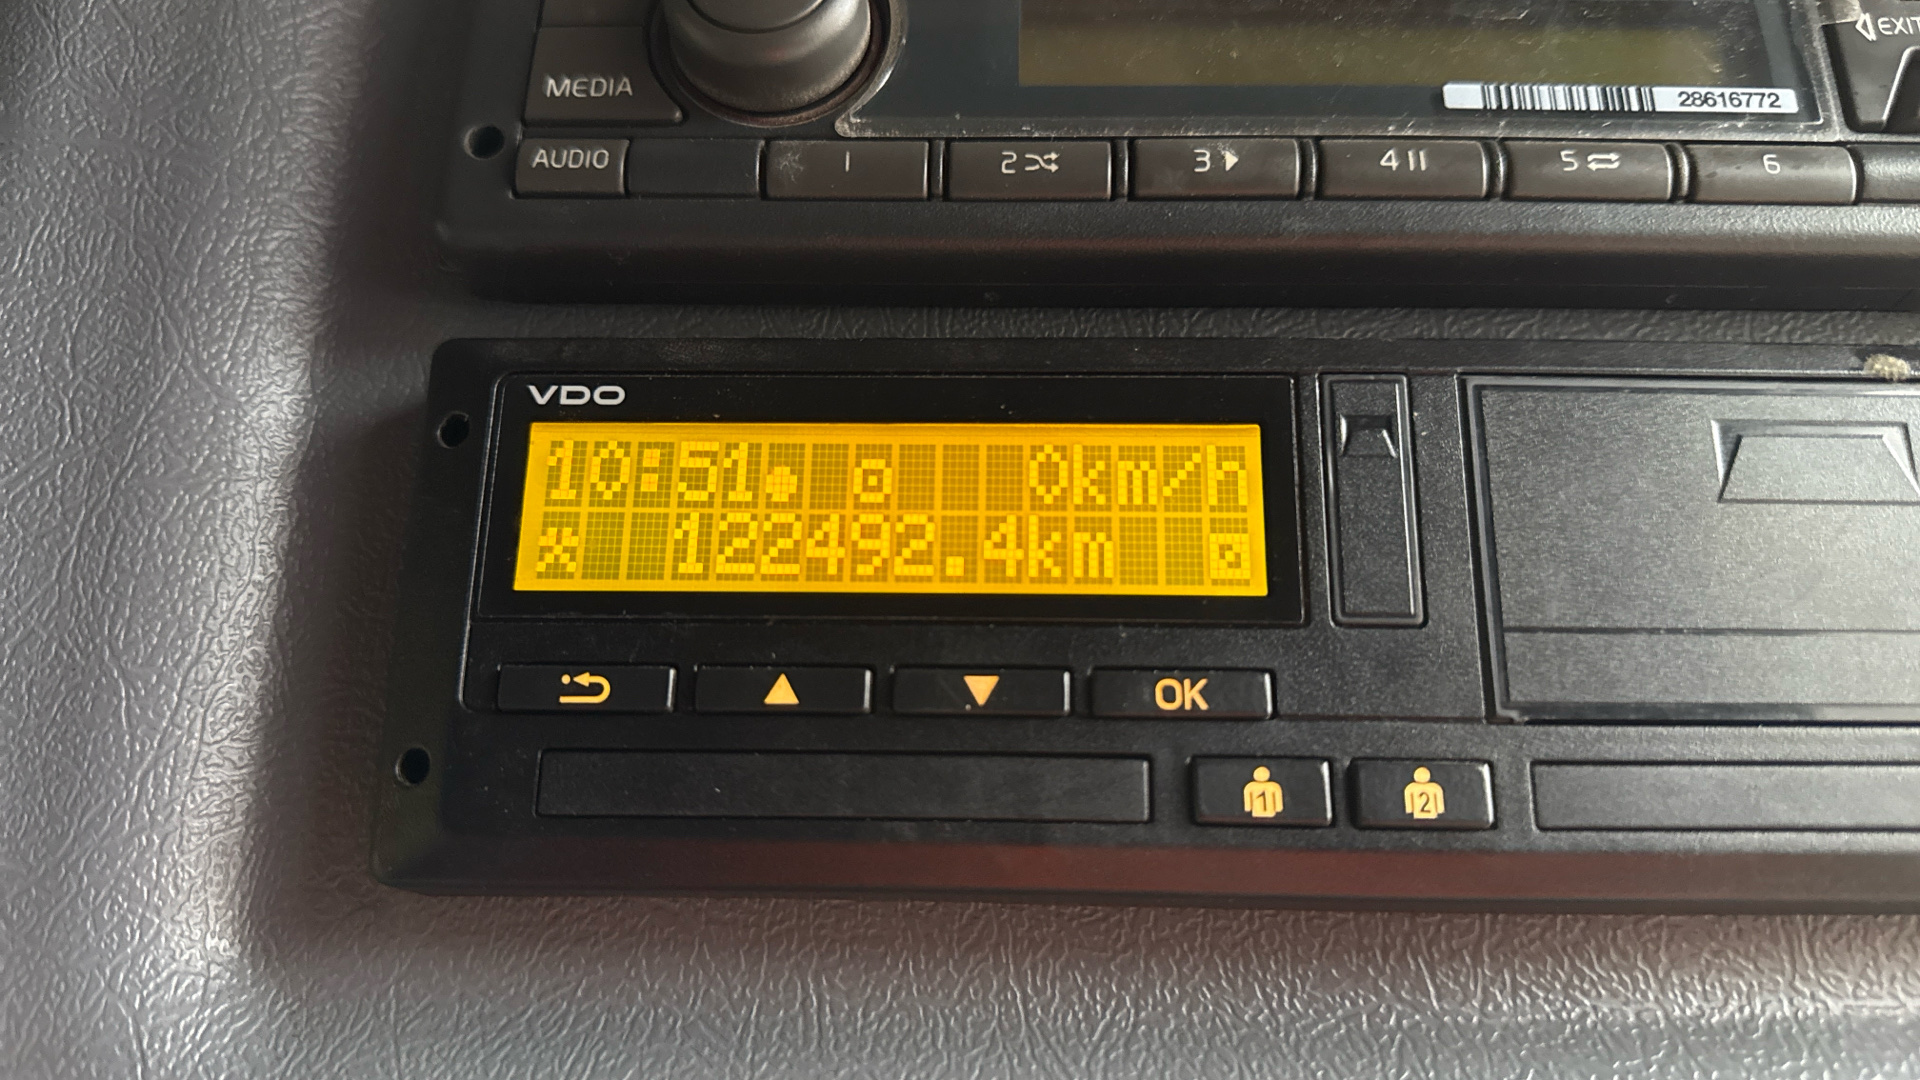 EXIT
MEDIA
28616772
AUDIO
1
2
3
4
5
6
VDO
10:51 0km/h
122492.4km
OK
1
2